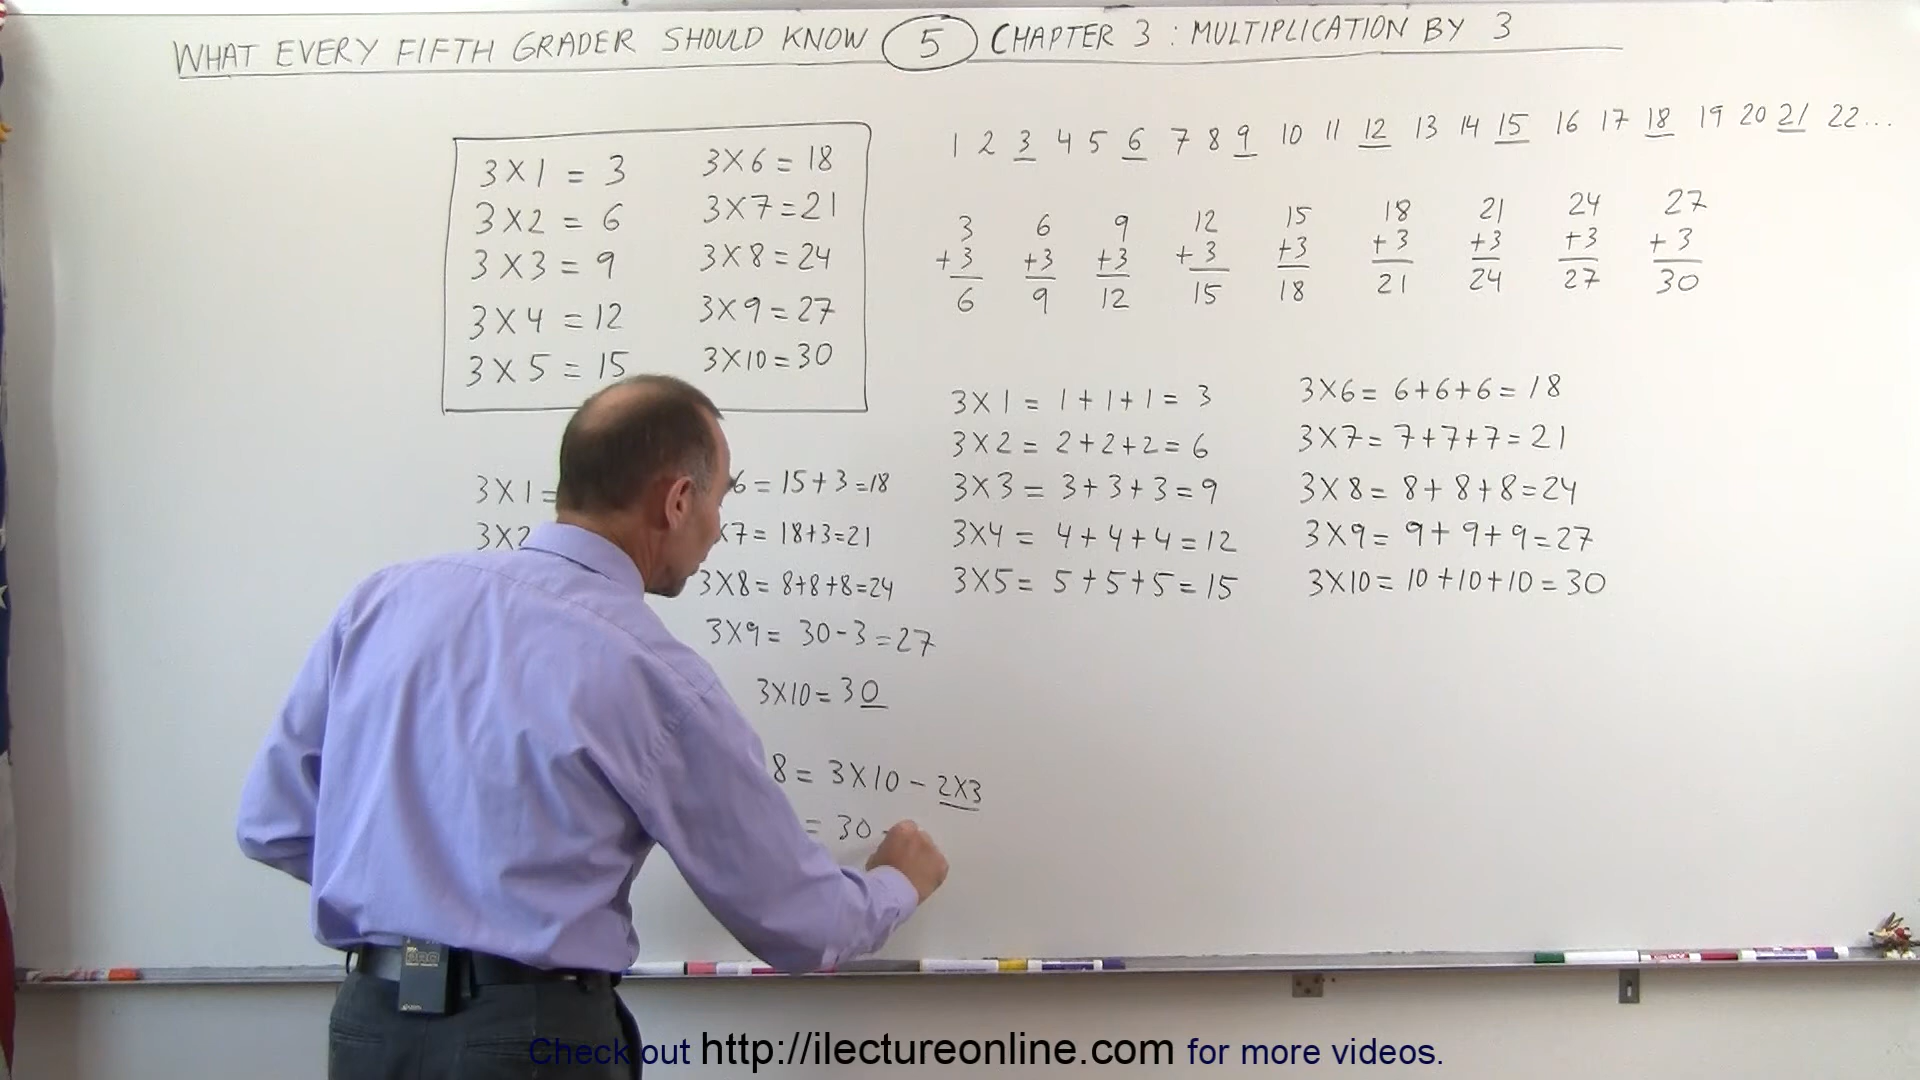 WHAT EVERY FIFTH GRADER SHOULD KNOW 5 CHAPTER 3 : MULTIPLICATION BY 3
3X1 = 3
3X2 = 6
3X3 = 9
3X4 = 12
3X5 = 15
3X6 = 18
3X7 = 21
3X8 = 24
3X9 = 27
3X10 = 30
1 2 3 4 5 6 7 8 9 10 11 12 13 14 15 16 17 18 19 20 21 22...
3 6 9 12 15 18 21 24 27
+3 +3 +3 +3 +3 +3 +3 +3 +3
6 9 12 15 18 21 24 27 30
3X1 =
3X2
6 = 15+3=18
X7 = 18+3=21
3X8 = 8+8+8=24
3X9 = 30-3=27
3X10 = 30
8 = 3X10 - 2X3
= 30 -
3X1 = 1+1+1 = 3
3X2 = 2+2+2 = 6
3X3 = 3+3+3 = 9
3X4 = 4+4+4 = 12
3X5 = 5+5+5 = 15
3X6 = 6+6+6 = 18
3X7 = 7+7+7 = 21
3X8 = 8+8+8 = 24
3X9 = 9+9+9 = 27
3X10 = 10+10+10 = 30
Check out http://ilectureonline.com for more videos.